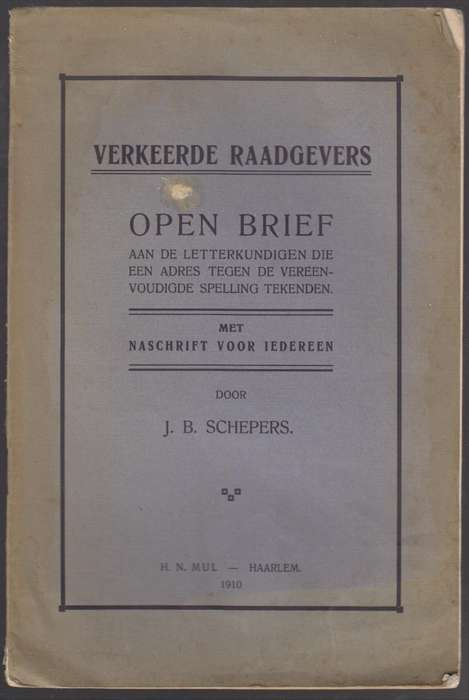 VERKEERDE RAADGEVERS
OPEN BRIEF
AAN DE LETTERKUNDIGEN DIE
EEN ADRES TEGEN DE VEREEN-
VOUDIGDE SPELLING TEKENDEN.
MET
NASCHRIFT VOOR IEDEREEN
DOOR
J. B. SCHEPERS.
H. N. MUL — HAARLEM.
1910